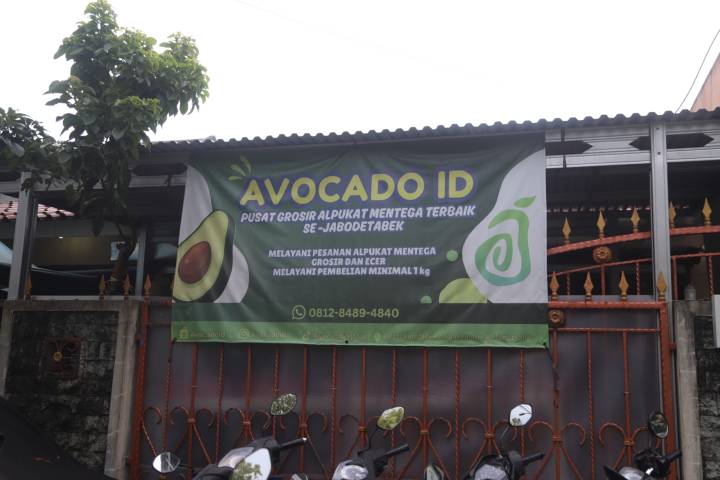 AVOCADO ID
PUSAT GROSIR ALPUKAT MENTEGA TERBAIK
SE -JABODETABEK
MELAYANI PESANAN ALPUKAT MENTEGA
GROSIR DAN ECER
MELAYANI PEMBELIAN MINIMAL 1 kg
0812-8489-4840